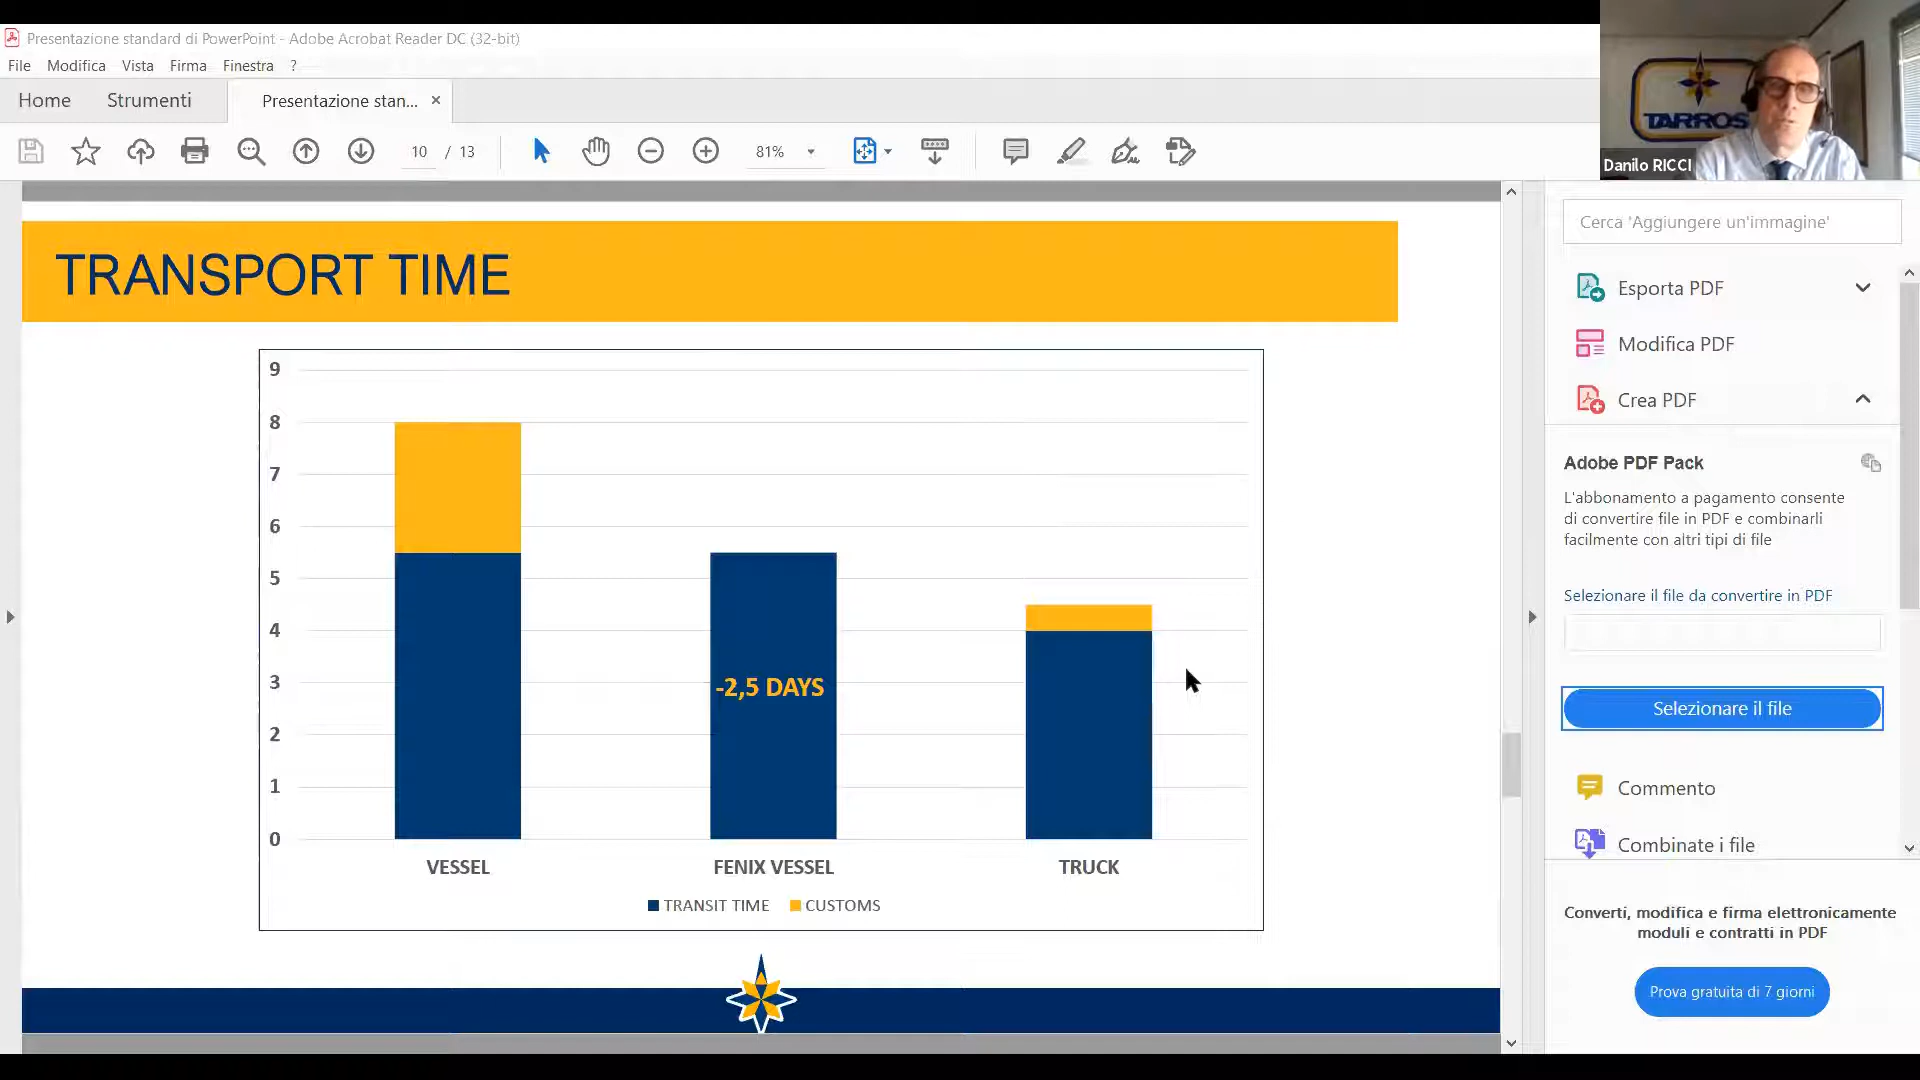 Presentazione standard di PowerPoint - Adobe Acrobat Reader DC (32-bit)
File Modifica Vista Firma Finestra ?
Home Strumenti Presentazione stan... ×
10 / 13 81%
TARROS
Danilo RICCI
TRANSPORT TIME
9
8
7
6
5
4
3
2
1
0
-2,5 DAYS
VESSEL FENIX VESSEL TRUCK
TRANSIT TIME CUSTOMS
Cerca 'Aggiungere un'immagine'
Esporta PDF
Modifica PDF
Crea PDF
Adobe PDF Pack
L'abbonamento a pagamento consente
di convertire file in PDF e combinarli
facilmente con altri tipi di file
Selezionare il file da convertire in PDF
Selezionare il file
Commento
Combinate i file
Converti, modifica e firma elettronicamente
moduli e contratti in PDF
Prova gratuita di 7 giorni